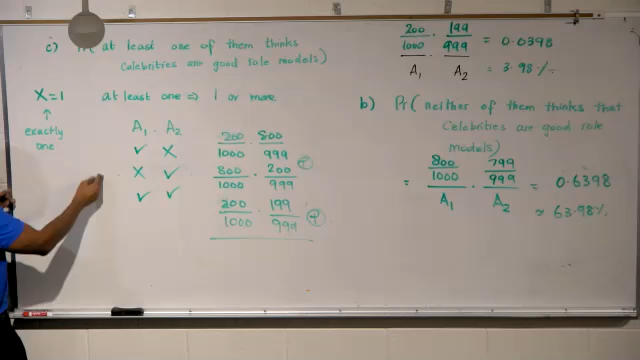 c) at least one of them thinks
Celebrities are good role models)
X=1 at least one ⇒ 1 or more
↑
exactly
one
A₁ . A₂
✓ X
X ✓
✓ ✓
200/1000 . 800/999 +
800/1000 . 200/999
200/1000 . 199/999 +
200/1000 . 199/999 = 0.0398
A₁ A₂ = 3.98%
b) Pr(neither of them thinks that
Celebrities are good role
models)
= 800/1000 . 799/999 = 0.6398
A₁ A₂ ≈ 63.98%